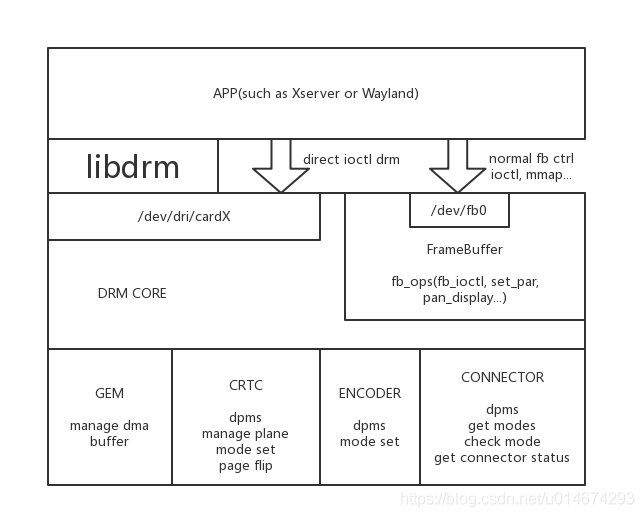 APP(such as Xserver or Wayland)
libdrm
direct ioctl drm
normal fb ctrl
ioctl, mmap...
/dev/dri/cardX
/dev/fb0
FrameBuffer
fb_ops(fb_ioctl, set_par,
pan_display...)
DRM CORE
GEM
manage dma
buffer
CRTC
dpms
manage plane
mode set
page flip
ENCODER
dpms
mode set
CONNECTOR
dpms
get modes
check mode
get connector status
https://blog.csdn.net/u014674293